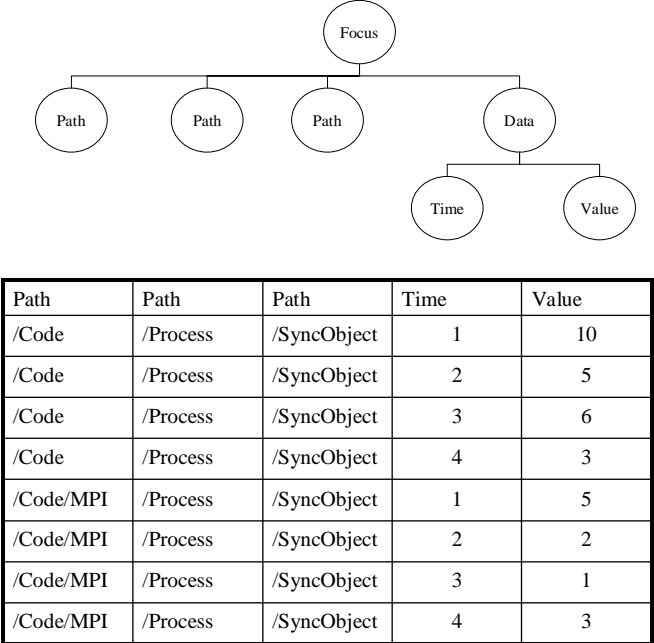 Focus
Path Path Path Data
Time Value
Path Path Path Time Value
/Code /Process /SyncObject 1 10
/Code /Process /SyncObject 2 5
/Code /Process /SyncObject 3 6
/Code /Process /SyncObject 4 3
/Code/MPI /Process /SyncObject 1 5
/Code/MPI /Process /SyncObject 2 2
/Code/MPI /Process /SyncObject 3 1
/Code/MPI /Process /SyncObject 4 3